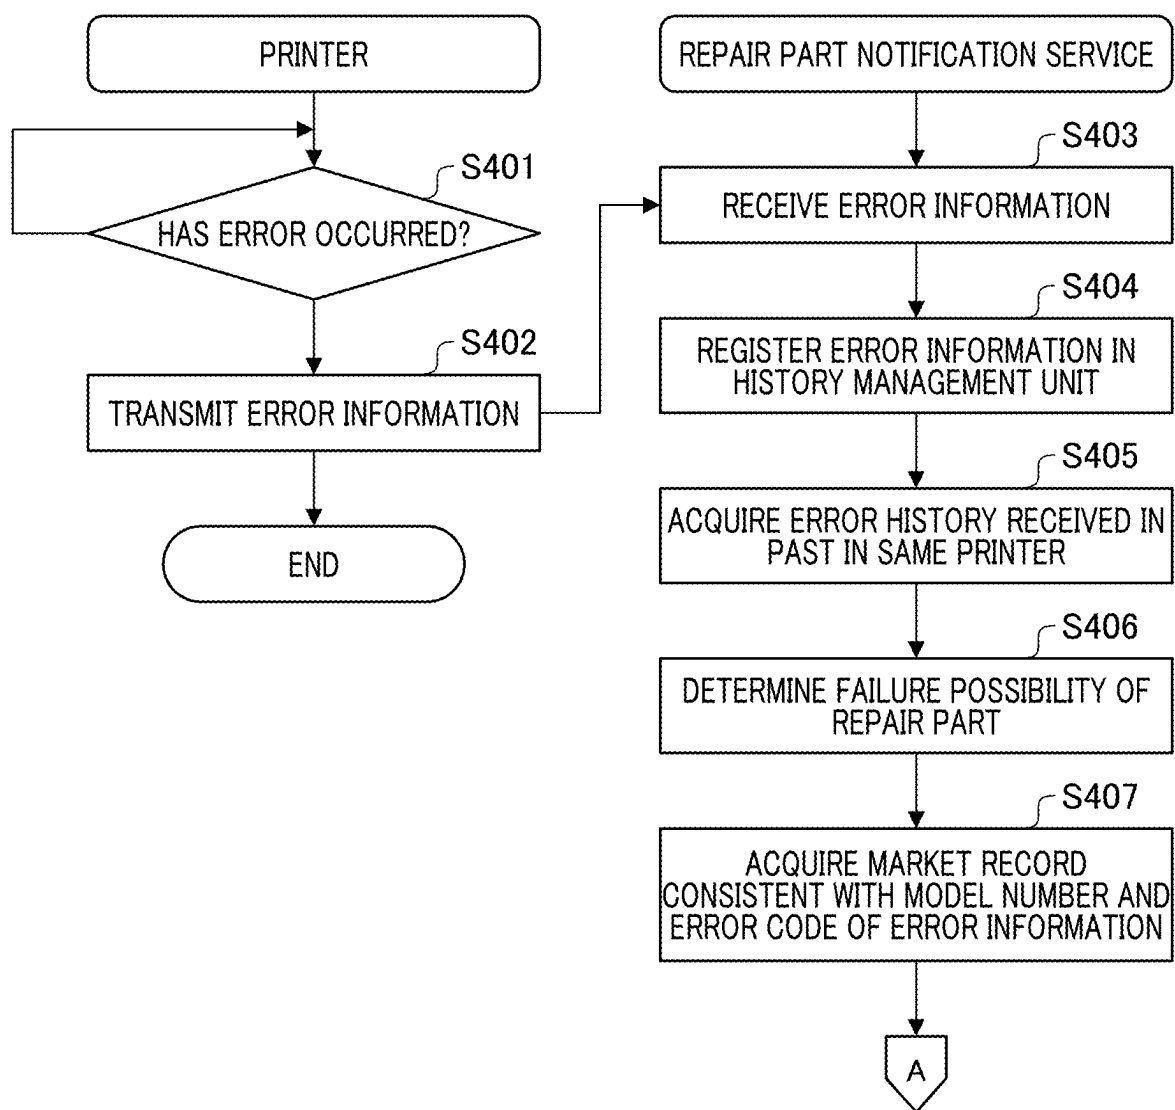 PRINTER
S401
HAS ERROR OCCURRED?
S402
TRANSMIT ERROR INFORMATION
END
REPAIR PART NOTIFICATION SERVICE
S403
RECEIVE ERROR INFORMATION
S404
REGISTER ERROR INFORMATION IN
HISTORY MANAGEMENT UNIT
S405
ACQUIRE ERROR HISTORY RECEIVED IN
PAST IN SAME PRINTER
S406
DETERMINE FAILURE POSSIBILITY OF
REPAIR PART
S407
ACQUIRE MARKET RECORD
CONSISTENT WITH MODEL NUMBER AND
ERROR CODE OF ERROR INFORMATION
A